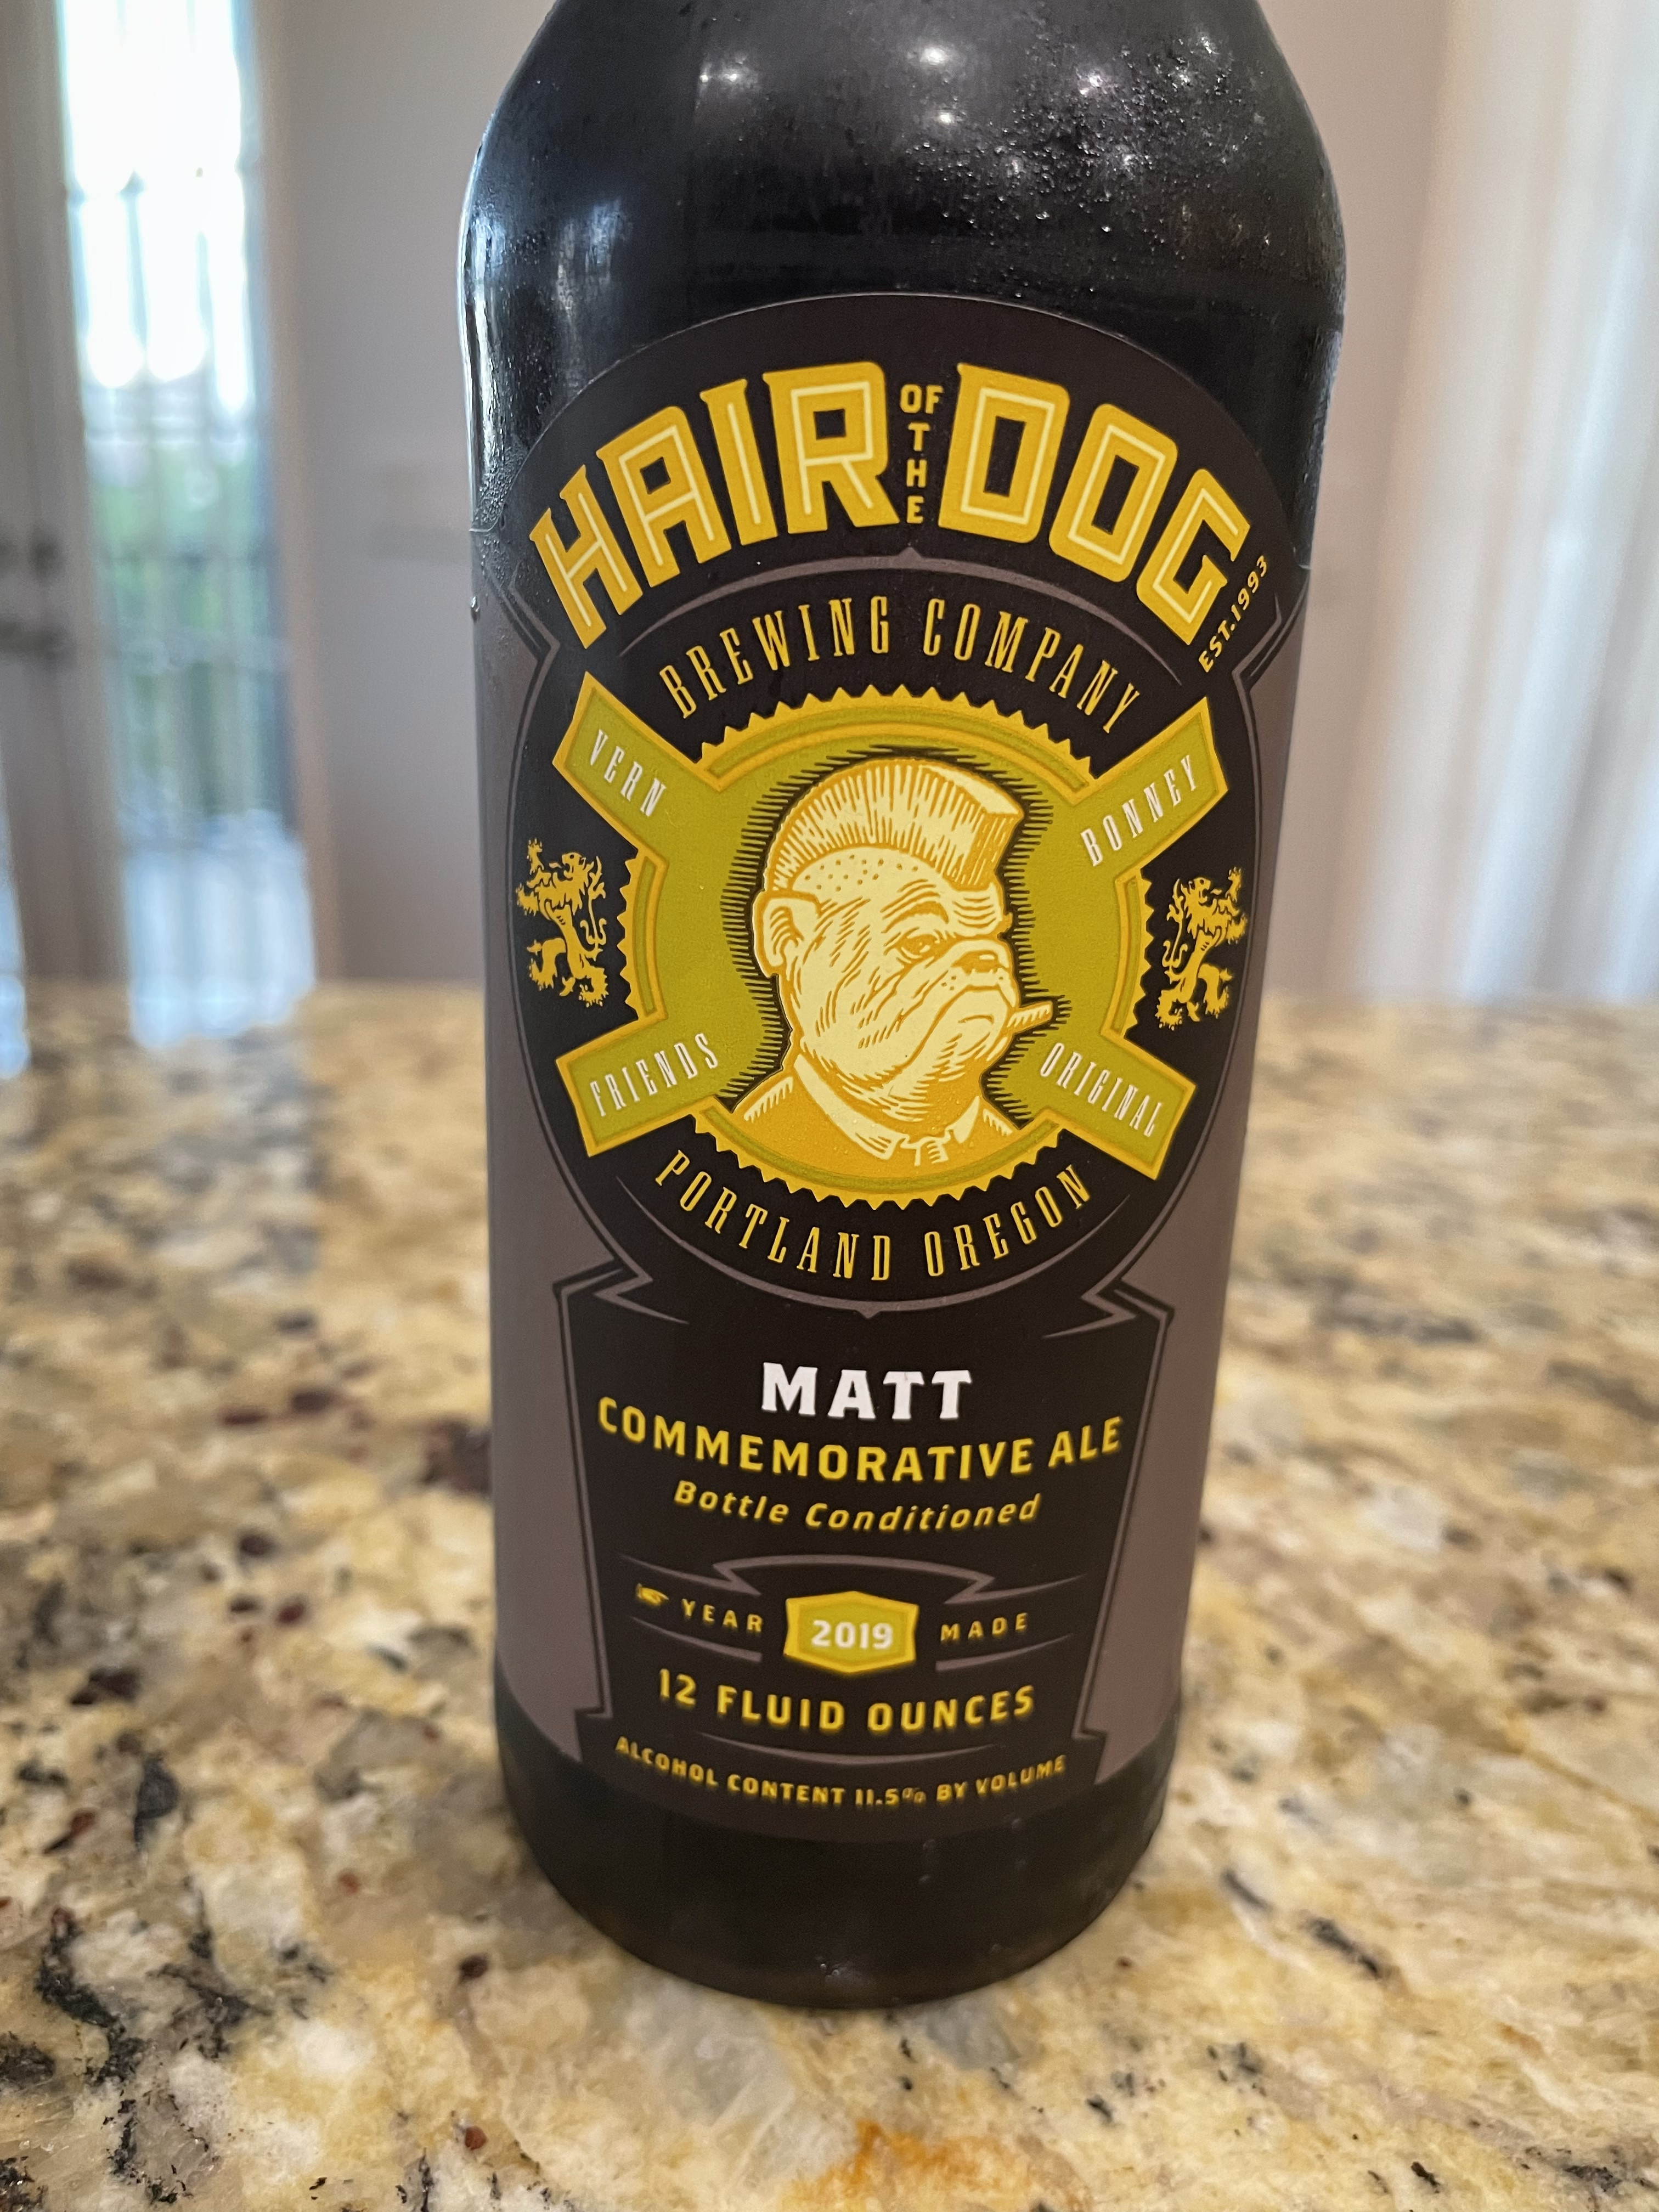 HAIR OF THE DOG
EST. 1993
BREWING COMPANY
VERN
BONNEY
FRIENDS
ORIGINAL
PORTLAND OREGON
MATT
COMMEMORATIVE ALE
Bottle Conditioned
YEAR 2019 MADE
12 FLUID OUNCES
ALCOHOL CONTENT 11.5% BY VOLUME